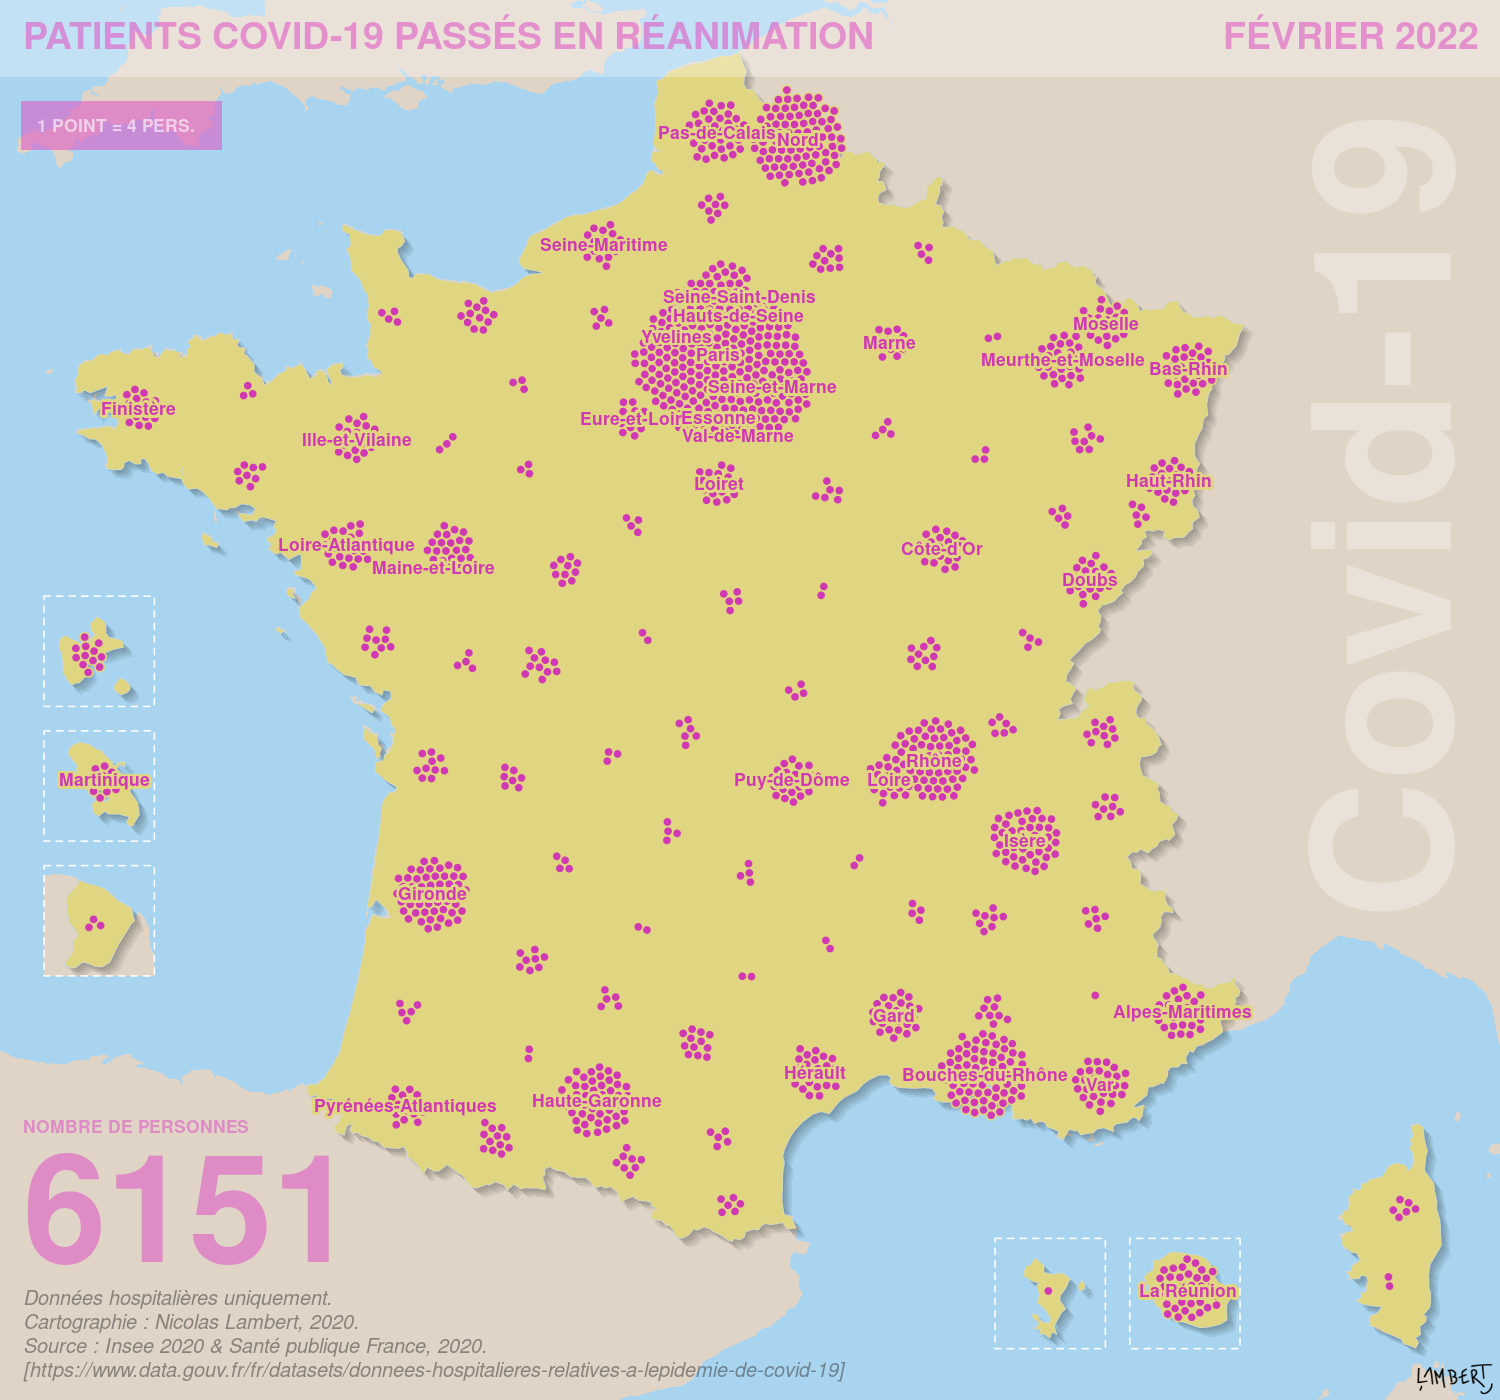 PATIENTS COVID-19 PASSÉS EN RÉANIMATION
FÉVRIER 2022
1 POINT = 4 PERS.
Covid-19
Pas-de-Calais
Nord
Seine-Maritime
Seine-Saint-Denis
Hauts-de-Seine
Yvelines
Paris
Seine-et-Marne
Eure-et-Loir
Essonne
Val-de-Marne
Marne
Moselle
Meurthe-et-Moselle
Bas-Rhin
Finistère
Ille-et-Vilaine
Loiret
Haut-Rhin
Loire-Atlantique
Maine-et-Loire
Côte-d'Or
Doubs
Martinique
Puy-de-Dôme
Loire
Rhône
Isère
Gironde
Gard
Alpes-Maritimes
Hérault
Bouches-du-Rhône
Var
Pyrénées-Atlantiques
Haute-Garonne
La Réunion
NOMBRE DE PERSONNES
6151
Données hospitalières uniquement.
Cartographie : Nicolas Lambert, 2020.
Source : Insee 2020 & Santé publique France, 2020.
[https://www.data.gouv.fr/fr/datasets/donnees-hospitalieres-relatives-a-lepidemie-de-covid-19]
LAMBERT